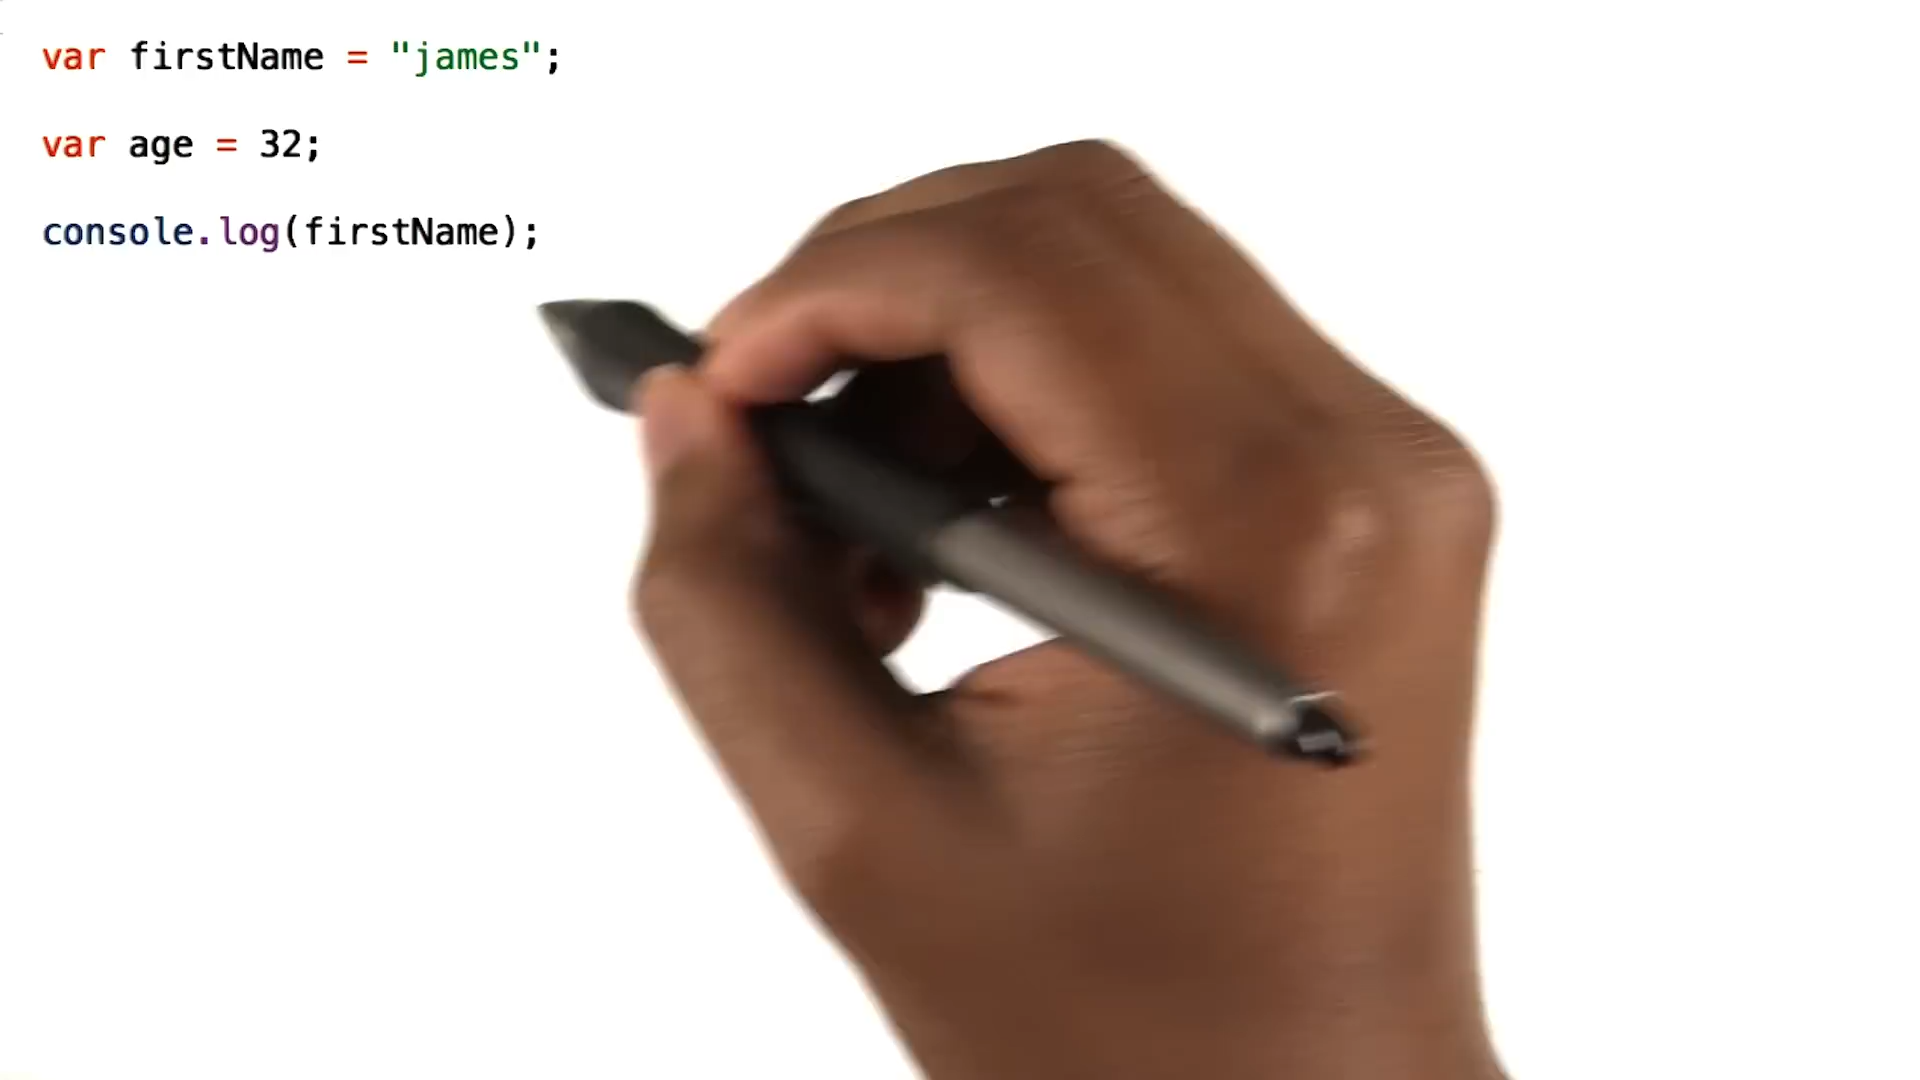 var firstName = "james";
var age = 32;
console.log(firstName);